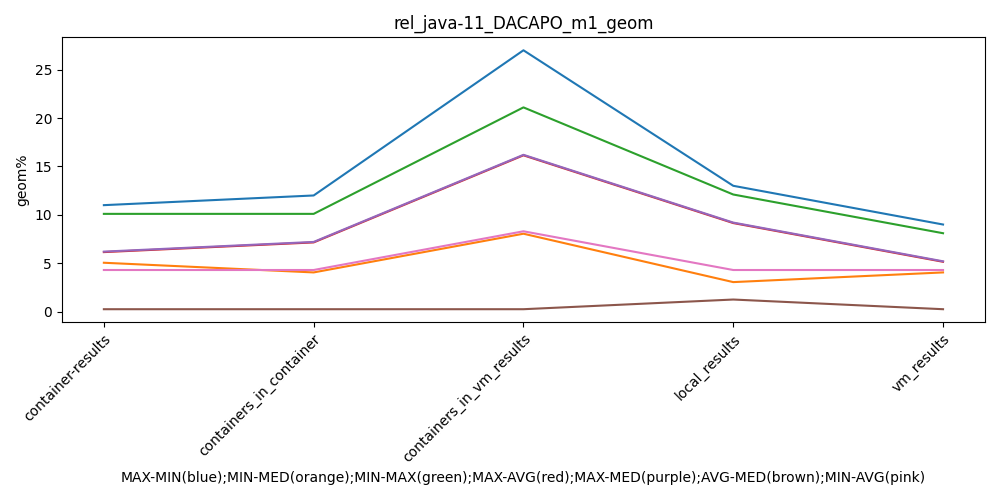 rel_java-11_DACAPO_m1_geom
geom%
25
20
15
10
5
0
container-results
containers_in_container
containers_in_vm_results
local_results
vm_results
MAX-MIN(blue);MIN-MED(orange);MIN-MAX(green);MAX-AVG(red);MAX-MED(purple);AVG-MED(brown);MIN-AVG(pink)